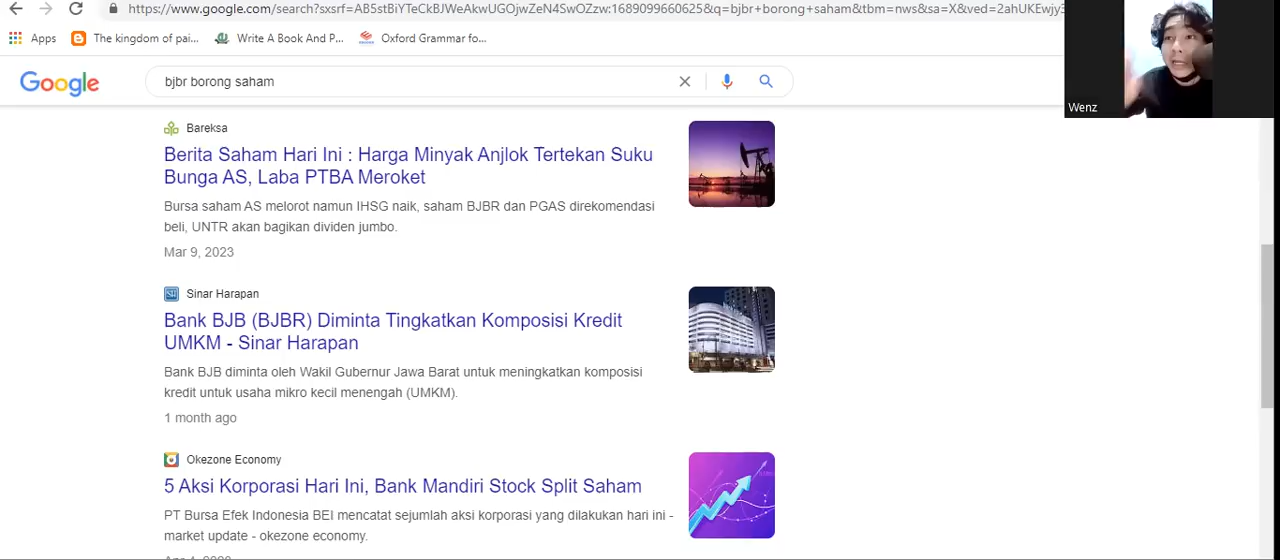 https://www.google.com/search?sxsrf=AB5stBiYTeCkBJWeAkwUGOjwZeN4SwOZzw:1689099660625&q=bjbr+borong+saham&tbm=nws&sa=X&ved=2ahUKEwjy3
Apps The kingdom of pai... Write A Book And P... Oxford Grammar fo...
Google bjbr borong saham
Wenz
Bareksa
Berita Saham Hari Ini : Harga Minyak Anjlok Tertekan Suku
Bunga AS, Laba PTBA Meroket
Bursa saham AS melorot namun IHSG naik, saham BJBR dan PGAS direkomendasi
beli, UNTR akan bagikan dividen jumbo.
Mar 9, 2023
Sinar Harapan
Bank BJB (BJBR) Diminta Tingkatkan Komposisi Kredit
UMKM - Sinar Harapan
Bank BJB diminta oleh Wakil Gubernur Jawa Barat untuk meningkatkan komposisi
kredit untuk usaha mikro kecil menengah (UMKM).
1 month ago
Okezone Economy
5 Aksi Korporasi Hari Ini, Bank Mandiri Stock Split Saham
PT Bursa Efek Indonesia BEI mencatat sejumlah aksi korporasi yang dilakukan hari ini -
market update - okezone economy.